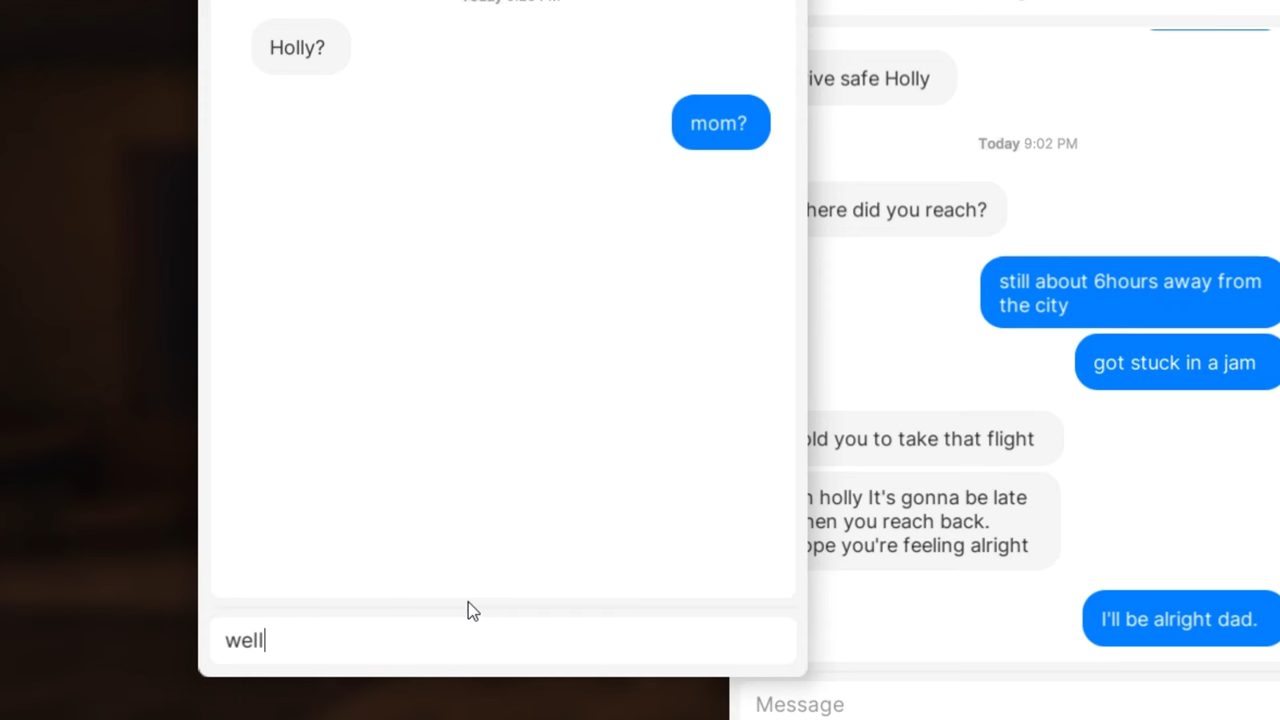 Holly?
mom?
well
ive safe Holly
Today 9:02 PM
here did you reach?
still about 6hours away from
the city
got stuck in a jam
old you to take that flight
holly It's gonna be late
hen you reach back.
ope you're feeling alright
I'll be alright dad.
Message